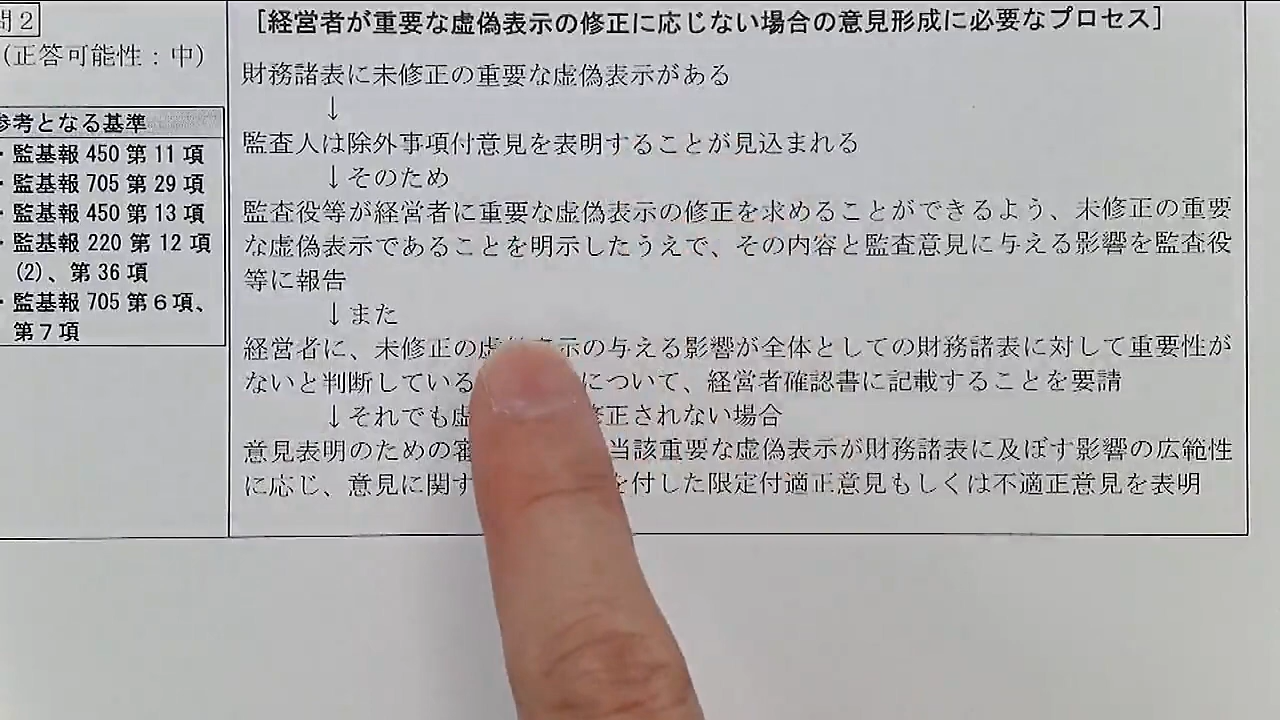 問2
(正答可能性：中)
参考となる基準
・監基報 450 第 11 項
・監基報 705 第 29 項
・監基報 450 第 13 項
・監基報 220 第 12 項
(2)、第 36 項
・監基報 705 第６項、
第７項
［経営者が重要な虚偽表示の修正に応じない場合の意見形成に必要なプロセス］
財務諸表に未修正の重要な虚偽表示がある
↓
監査人は除外事項付意見を表明することが見込まれる
↓そのため
監査役等が経営者に重要な虚偽表示の修正を求めることができるよう、未修正の重要
な虚偽表示であることを明示したうえで、その内容と監査意見に与える影響を監査役
等に報告
↓また
経営者に、未修正の虚偽表示の与える影響が全体としての財務諸表に対して重要性が
ないと判断している について、経営者確認書に記載することを要請
↓それでも虚 修正されない場合
意見表明のための審 当該重要な虚偽表示が財務諸表に及ぼす影響の広範性
に応じ、意見に関す を付した限定付適正意見もしくは不適正意見を表明